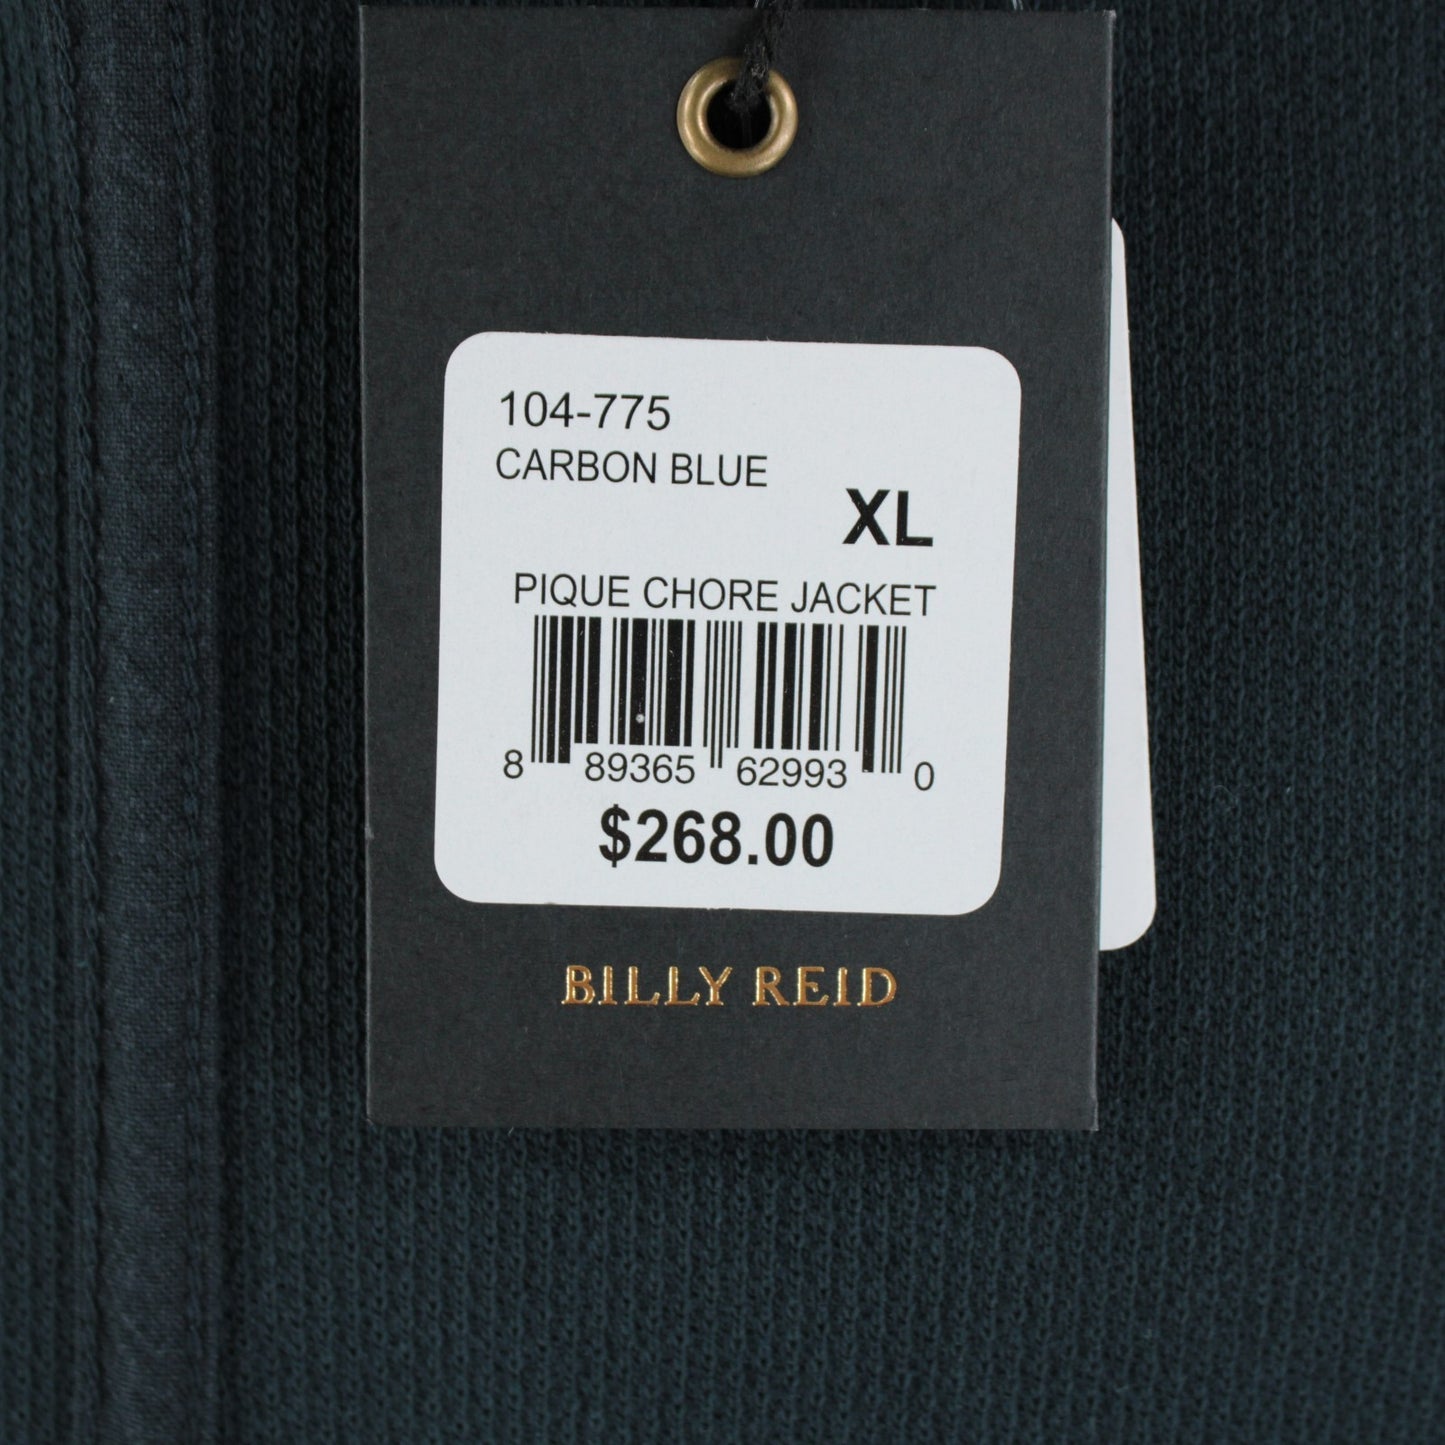 104-775
CARBON BLUE
XL
PIQUE CHORE JACKET
8 89365 62993 0
$268.00
BILLY REID